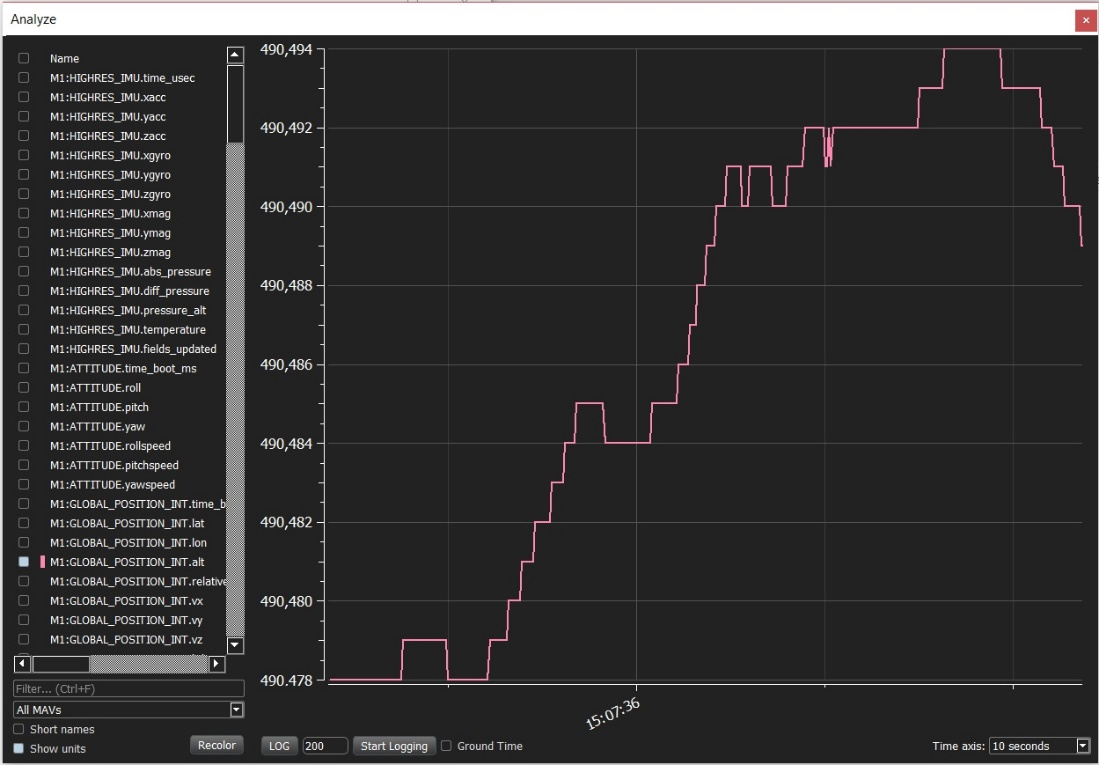 Analyze
Name
M1:HIGHRES_IMU.time_usec
M1:HIGHRES_IMU.xacc
M1:HIGHRES_IMU.yacc
M1:HIGHRES_IMU.zacc
M1:HIGHRES_IMU.xgyro
M1:HIGHRES_IMU.ygyro
M1:HIGHRES_IMU.zgyro
M1:HIGHRES_IMU.xmag
M1:HIGHRES_IMU.ymag
M1:HIGHRES_IMU.zmag
M1:HIGHRES_IMU.abs_pressure
M1:HIGHRES_IMU.diff_pressure
M1:HIGHRES_IMU.pressure_alt
M1:HIGHRES_IMU.temperature
M1:HIGHRES_IMU.fields_updated
M1:ATTITUDE.time_boot_ms
M1:ATTITUDE.roll
M1:ATTITUDE.pitch
M1:ATTITUDE.yaw
M1:ATTITUDE.rollspeed
M1:ATTITUDE.pitchspeed
M1:ATTITUDE.yawspeed
M1:GLOBAL_POSITION_INT.time_b
M1:GLOBAL_POSITION_INT.lat
M1:GLOBAL_POSITION_INT.lon
M1:GLOBAL_POSITION_INT.alt
M1:GLOBAL_POSITION_INT.relative
M1:GLOBAL_POSITION_INT.vx
M1:GLOBAL_POSITION_INT.vy
M1:GLOBAL_POSITION_INT.vz
Filter... (Ctrl+F)
All MAVs
Short names
Show units
Recolor
490,494
490,492
490,490
490,488
490,486
490,484
490,482
490,480
490.478
15:07:36
LOG
200
Start Logging
Ground Time
Time axis:
10 seconds